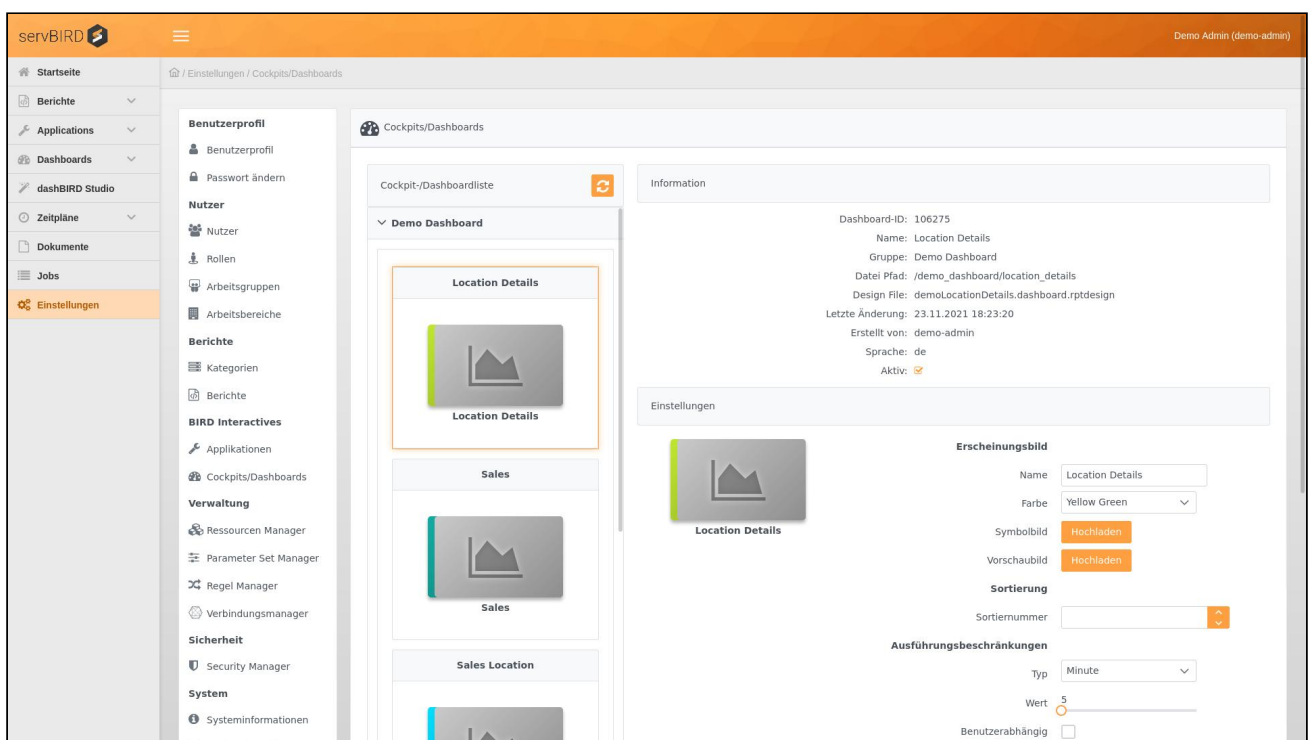 servBIRD
Demo Admin (demo-admin)
Startseite
Berichte
Applications
Dashboards
dashBIRD Studio
Zeitpläne
Dokumente
Jobs
Einstellungen
/ Einstellungen / Cockpits/Dashboards
Benutzerprofil
Benutzerprofil
Passwort ändern
Nutzer
Nutzer
Rollen
Arbeitsgruppen
Arbeitsbereiche
Berichte
Kategorien
Berichte
BIRD Interactives
Applikationen
Cockpits/Dashboards
Verwaltung
Ressourcen Manager
Parameter Set Manager
Regel Manager
Verbindungsmanager
Sicherheit
Security Manager
System
Systeminformationen
Cockpits/Dashboards
Cockpit-/Dashboardliste
Demo Dashboard
Location Details
Location Details
Sales
Sales
Sales Location
Information
Dashboard-ID: 106275
Name: Location Details
Gruppe: Demo Dashboard
Datei Pfad: /demo_dashboard/location_details
Design File: demoLocationDetails.dashboard.rptdesign
Letzte Änderung: 23.11.2021 18:23:20
Erstellt von: demo-admin
Sprache: de
Aktiv:
Einstellungen
Location Details
Erscheinungsbild
Name Location Details
Farbe Yellow Green
Symbolbild Hochladen
Vorschaubild Hochladen
Sortierung
Sortiernummer
Ausführungsbeschränkungen
Typ Minute
Wert 5
Benutzerabhängig